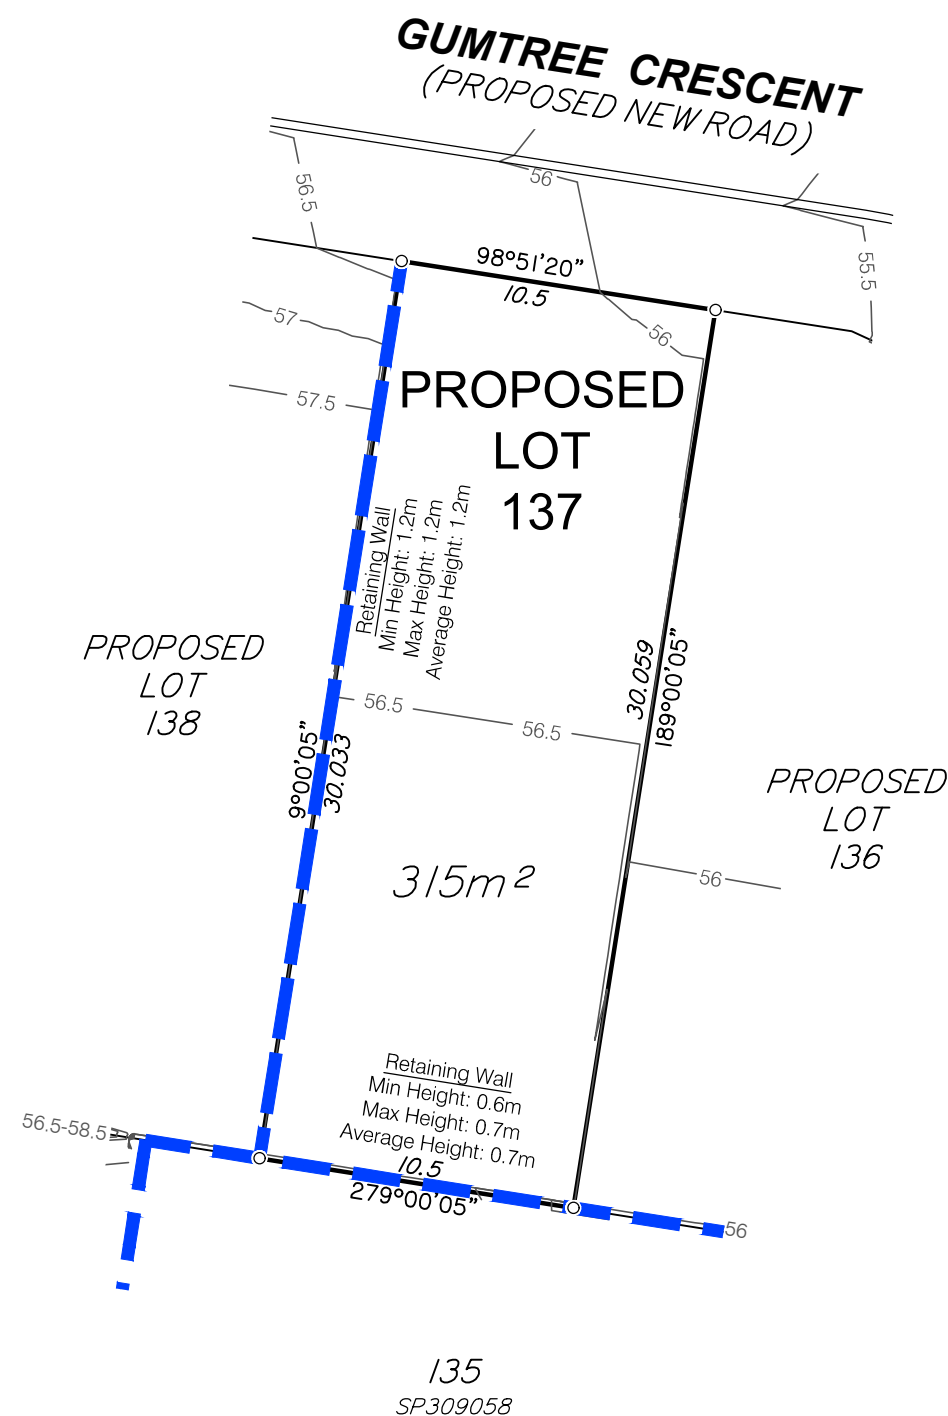 GUMTREE CRESCENT
(PROPOSED NEW ROAD)
56
56.5
55.5
98°51'20"
10.5
57
56
57.5
PROPOSED
LOT
137
Retaining Wall
Min Height: 1.2m
Max Height: 1.2m
Average Height: 1.2m
PROPOSED
LOT
138
30.059
189°00'05"
56.5
56.5
9°00'05"
30.033
PROPOSED
LOT
136
315m²
56
Retaining Wall
Min Height: 0.6m
Max Height: 0.7m
Average Height: 0.7m
56.5-58.5
10.5
279°00'05"
56
135
SP309058